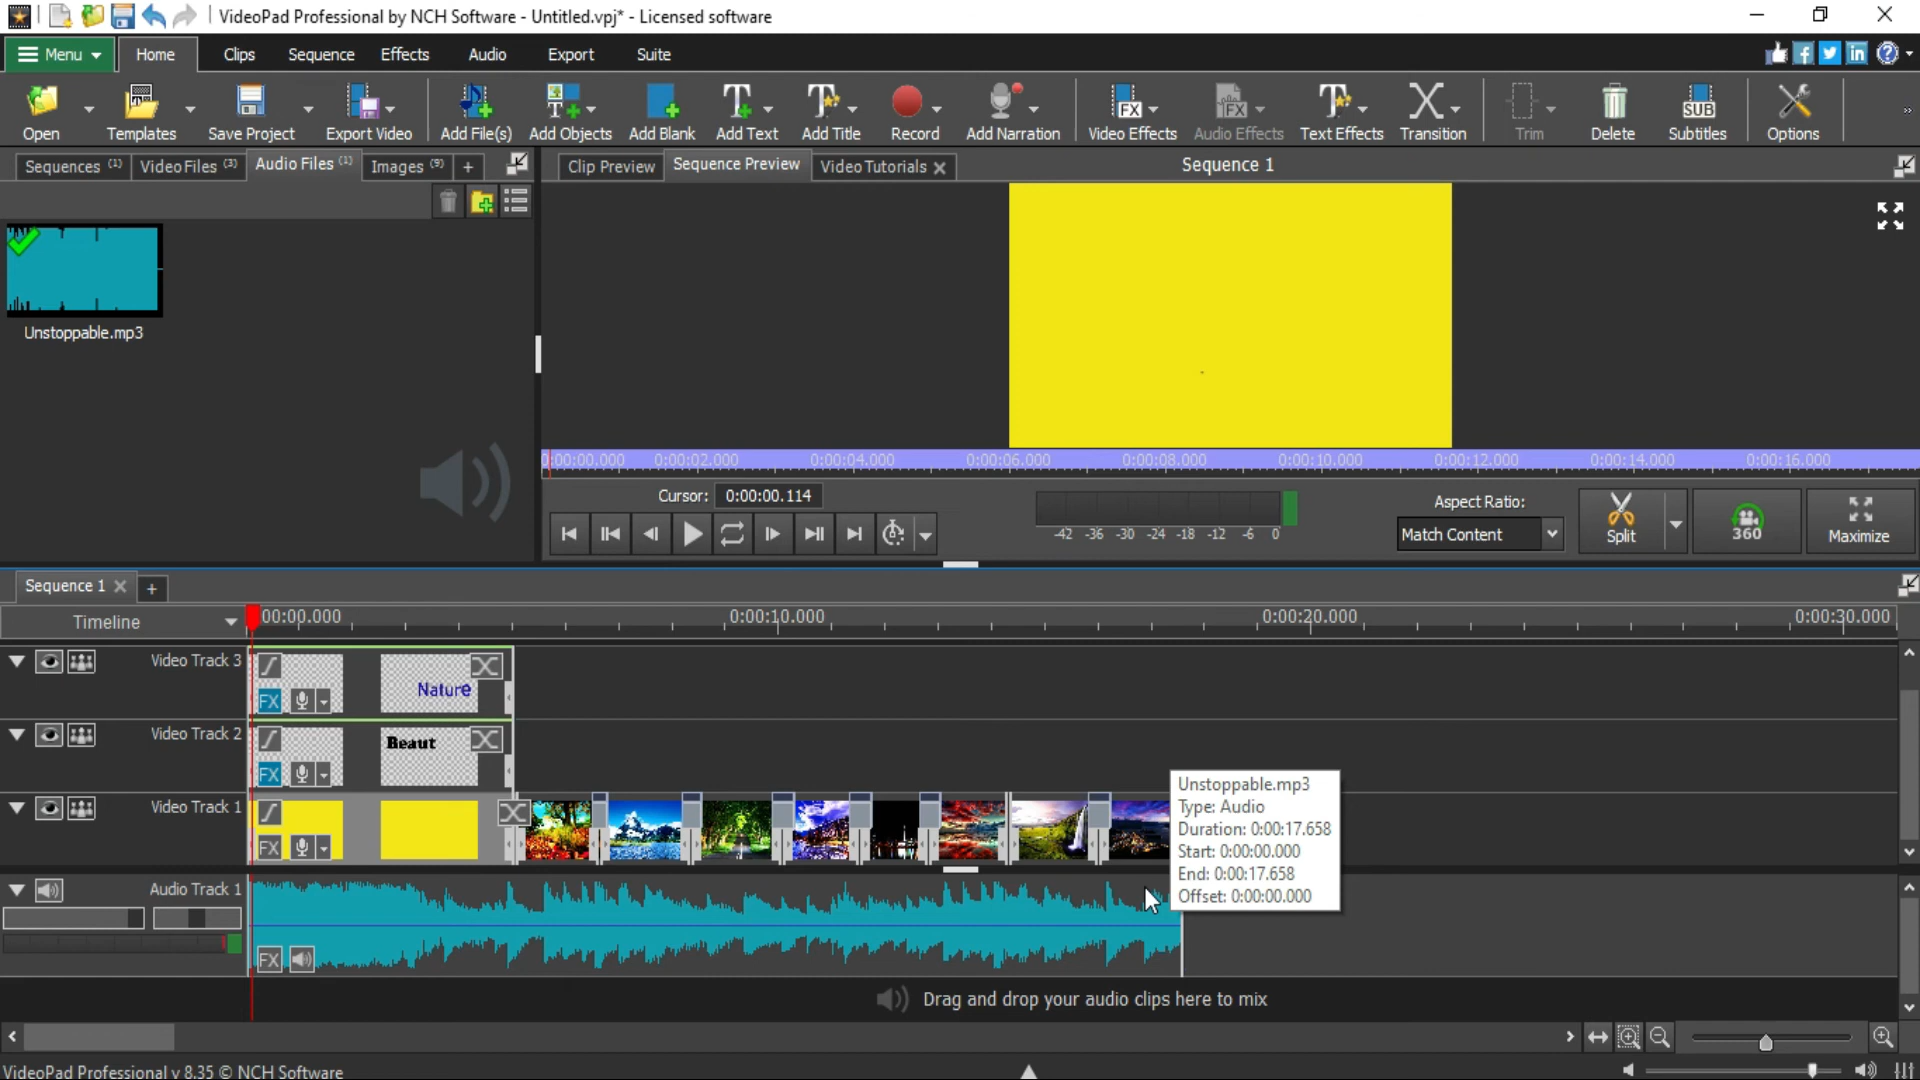 VideoPad Professional by NCH Software - Untitled.vpj* - Licensed software
Menu Home Clips Sequence Effects Audio Export Suite
Open Templates Save Project Export Video Add File(s) Add Objects Add Blank Add Text Add Title Record Add Narration Video Effects Audio Effects Text Effects Transition Trim Delete Subtitles Options
Sequences (1) Video Files (3) Audio Files (1) Images (9) +
Clip Preview Sequence Preview Video Tutorials Sequence 1
Unstoppable.mp3
0:00:00.000 0:00:02.000 0:00:04.000 0:00:06.000 0:00:08.000 0:00:10.000 0:00:12.000 0:00:14.000 0:00:16.000
Cursor: 0:00:00.114
-42 -36 -30 -24 -18 -12 -6 0
Aspect Ratio:
Match Content
Split 360 Maximize
Sequence 1 +
Timeline 00:00.000 0:00:10.000 0:00:20.000 0:00:30.000
Video Track 3
FX
Nature
Video Track 2
FX
Beaut
Video Track 1
FX
Unstoppable.mp3
Type: Audio
Duration: 0:00:17.658
Start: 0:00:00.000
End: 0:00:17.658
Offset: 0:00:00.000
Audio Track 1
FX
Drag and drop your audio clips here to mix
VideoPad Professional v 8.35 © NCH Software